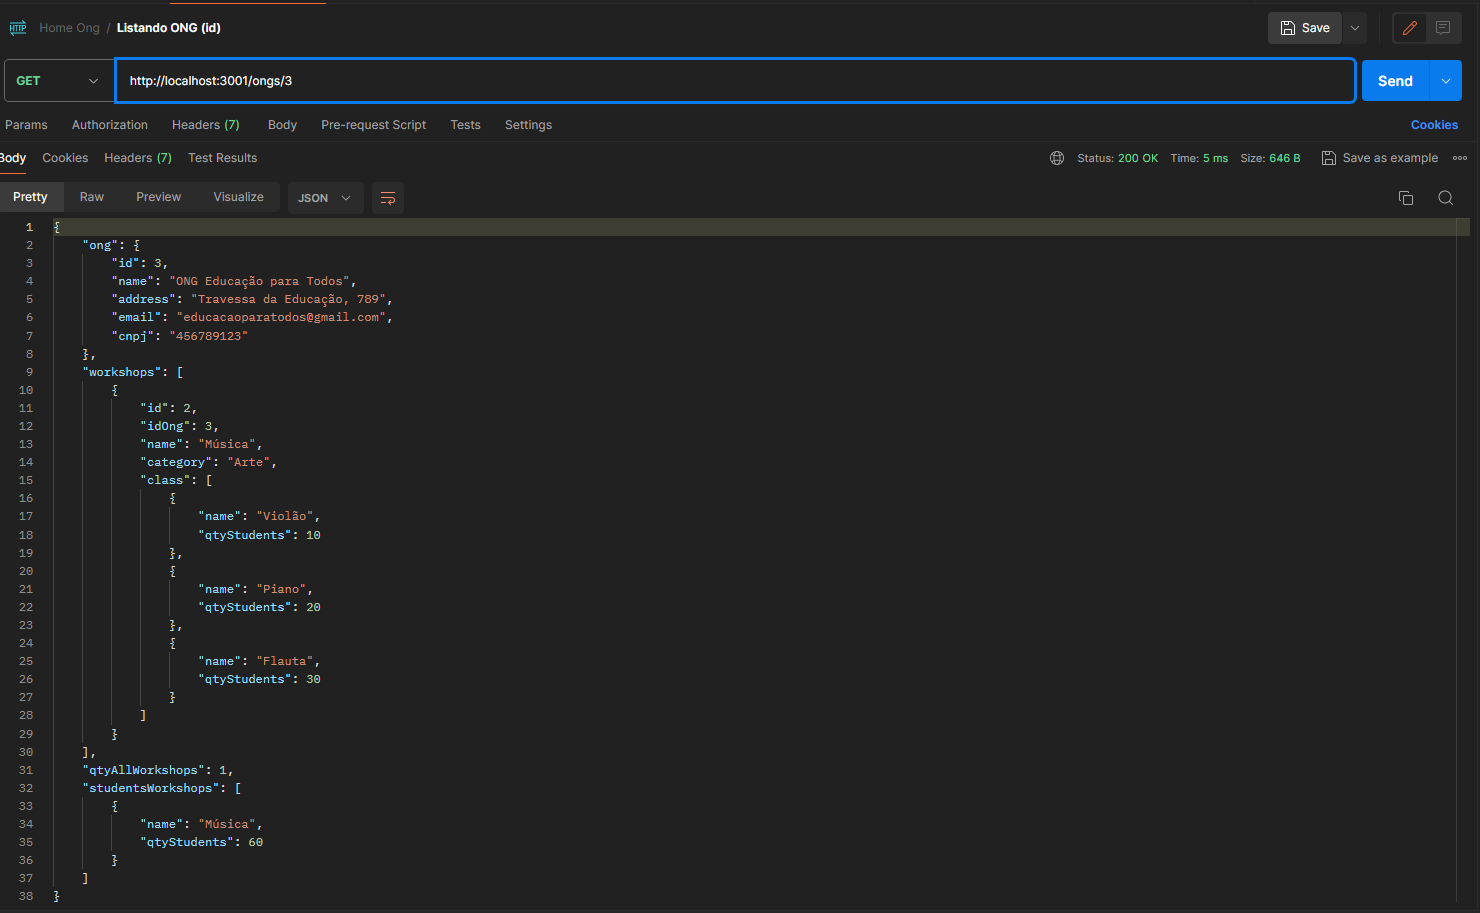 HTTP Home Ong / Listando ONG (id) Save
GET http://localhost:3001/ongs/3 Send
Params Authorization Headers (7) Body Pre-request Script Tests Settings Cookies
Body Cookies Headers (7) Test Results Status: 200 OK Time: 5 ms Size: 646 B Save as example
Pretty Raw Preview Visualize JSON
1 {
2 "ong": {
3 "id": 3,
4 "name": "ONG Educação para Todos",
5 "address": "Travessa da Educação, 789",
6 "email": "educacaoparatodos@gmail.com",
7 "cnpj": "456789123"
8 },
9 "workshops": [
10 {
11 "id": 2,
12 "idOng": 3,
13 "name": "Música",
14 "category": "Arte",
15 "class": [
16 {
17 "name": "Violão",
18 "qtyStudents": 10
19 },
20 {
21 "name": "Piano",
22 "qtyStudents": 20
23 },
24 {
25 "name": "Flauta",
26 "qtyStudents": 30
27 }
28 ]
29 }
30 ],
31 "qtyAllWorkshops": 1,
32 "studentsWorkshops": [
33 {
34 "name": "Música",
35 "qtyStudents": 60
36 }
37 ]
38 }